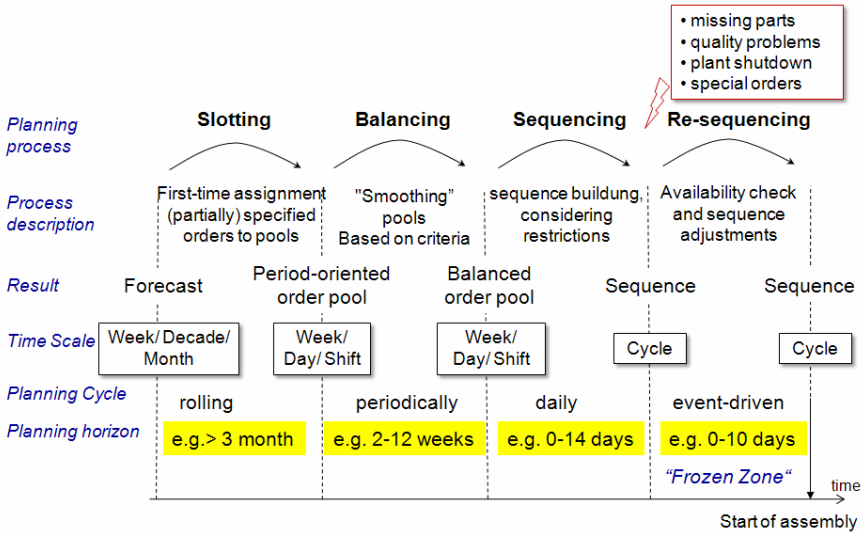 • missing parts
• quality problems
• plant shutdown
• special orders
Planning
process
Slotting
Balancing
Sequencing
Re-sequencing
Process
description
First-time assignment
(partially) specified
orders to pools
"Smoothing”
pools
Based on criteria
sequence buildung,
considering
restrictions
Availability check
and sequence
adjustments
Result
Forecast
Period-oriented
order pool
Balanced
order pool
Sequence
Sequence
Time Scale
Week/ Decade/
Month
Week/
Day/ Shift
Week/
Day/ Shift
Cycle
Cycle
Planning Cycle
rolling
periodically
daily
event-driven
Planning horizon
e.g.> 3 month
e.g. 2-12 weeks
e.g. 0-14 days
e.g. 0-10 days
“Frozen Zone“
time
Start of assembly